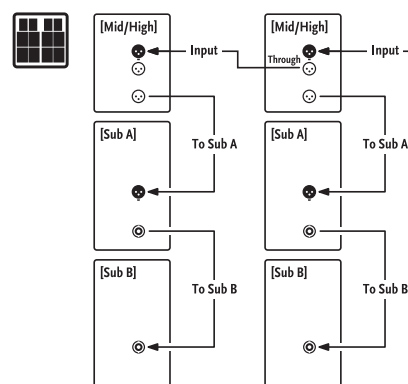 [Mid/High]
Input
Through
To Sub A
[Sub A]
To Sub B
[Sub B]
[Mid/High]
Input
To Sub A
[Sub A]
To Sub B
[Sub B]